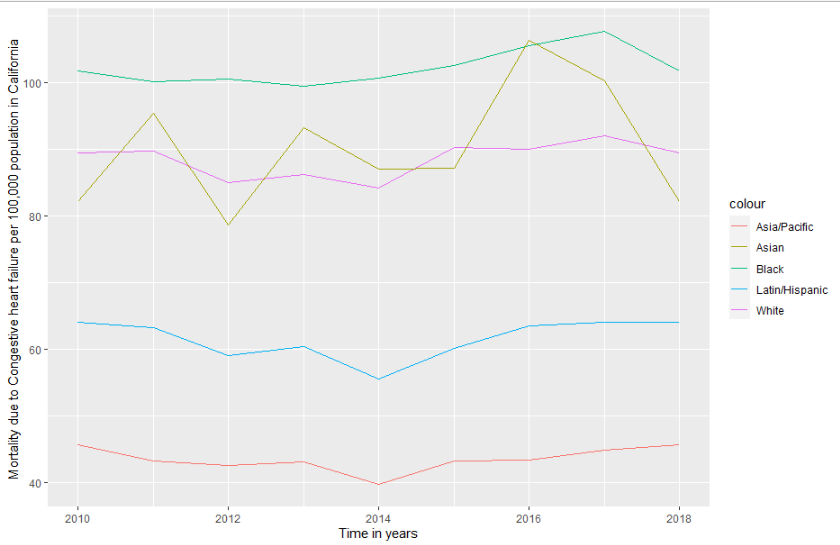 Mortality due to Congestive heart failure per 100,000 population in California
100
80
60
40
2010
2012
2014
2016
2018
Time in years
colour
Asia/Pacific
Asian
Black
Latin/Hispanic
White